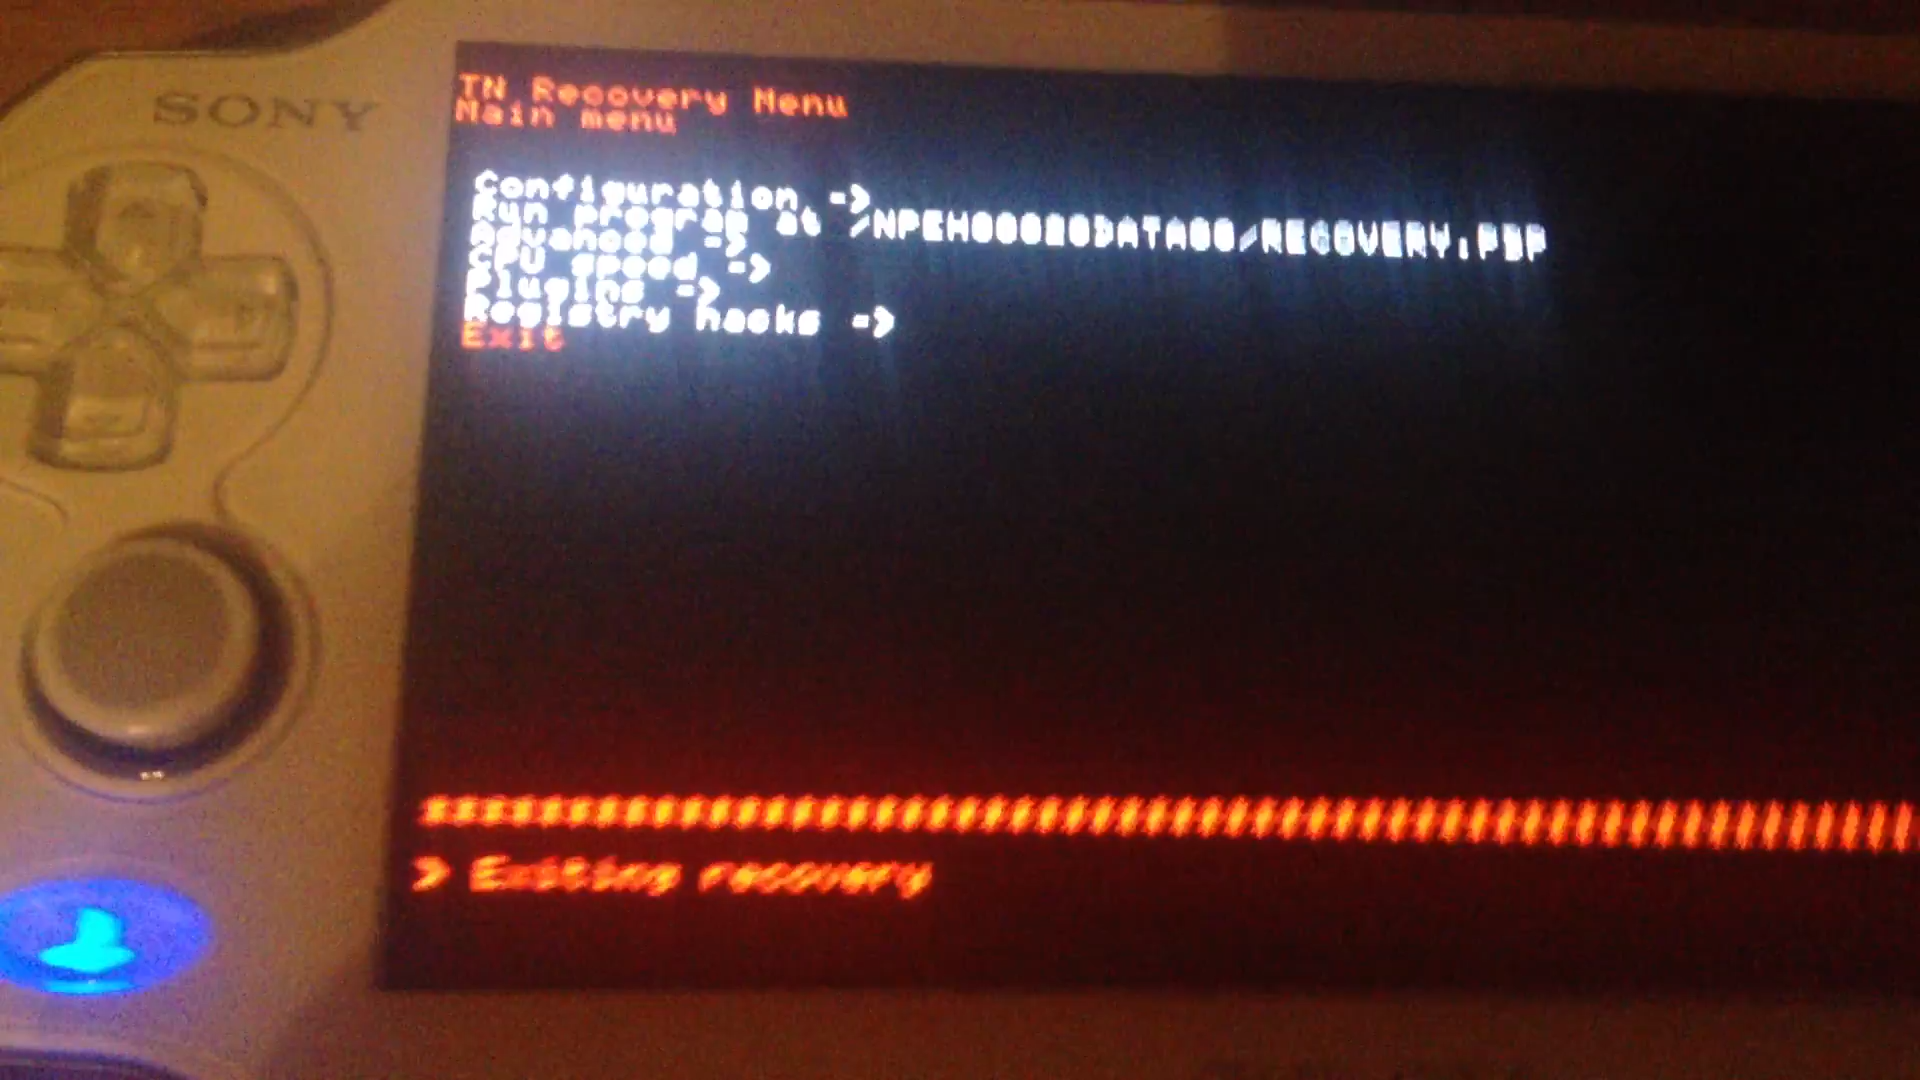 SONY
TN Recovery Menu
Main menu
Configuration ->
Run program at /NPEH00020DATA00/RECOVERY.PBP
Advanced ->
CPU speed ->
Plugins ->
Registry hacks ->
Exit
> Exiting recovery